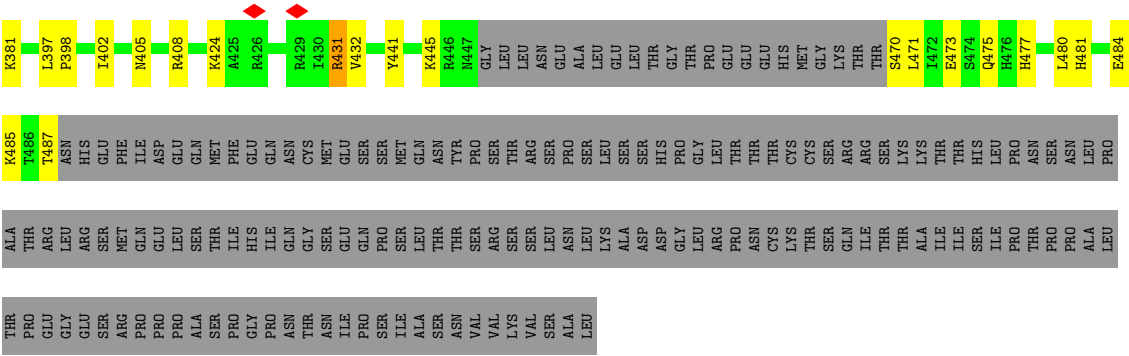 K381 L397 P398 I402 N405 R408 K424 A425 R426 R429 I430 R431 V432 Y441 K445 R446 N447 GLY LEU LEU ASN GLU ALA LEU GLU LEU THR GLY THR PRO GLU GLU GLU HIS MET GLY LYS THR THR S470 L471 I472 E473 S474 Q475 H476 H477 L480 H481 E484
K485 T486 T487 ASN HIS GLU PHE ILE ASP GLU GLN MET PHE GLU GLN ASN CYS MET GLU SER SER MET GLN ASN TYR PRO SER THR ARG SER PRO SER LEU SER SER HIS PRO GLY LEU THR THR THR CYS CYS SER ARG ARG SER LYS LYS THR THR HIS LEU PRO ASN SER ASN LEU PRO
ALA THR ARG LEU ARG SER MET GLN GLU LEU SER THR ILE HIS ILE GLN GLY SER GLU GLN PRO SER LEU THR THR SER ARG SER SER LEU ASN LEU LYS ALA ASP ASP GLY LEU ARG PRO ASN CYS LYS THR SER GLN ILE THR THR ALA ILE ILE SER ILE PRO THR PRO PRO ALA LEU
THR PRO GLU GLY GLU SER ARG PRO PRO PRO ALA SER PRO GLY PRO ASN THR ASN ILE PRO SER ILE ALA SER ASN VAL VAL LYS VAL SER ALA LEU